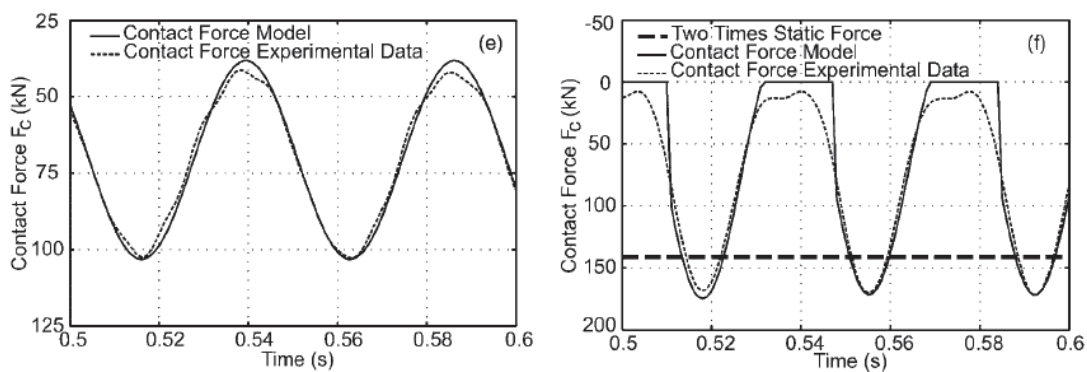 25
Contact Force Model
Contact Force Experimental Data
(e)
50
75
100
125
Contact Force F_C (kN)
0.5
0.52
0.54
0.56
0.58
0.6
Time (s)
-50
Two Times Static Force
Contact Force Model
Contact Force Experimental Data
(f)
0
50
100
150
200
Contact Force F_C (kN)
0.5
0.52
0.54
0.56
0.58
0.6
Time (s)